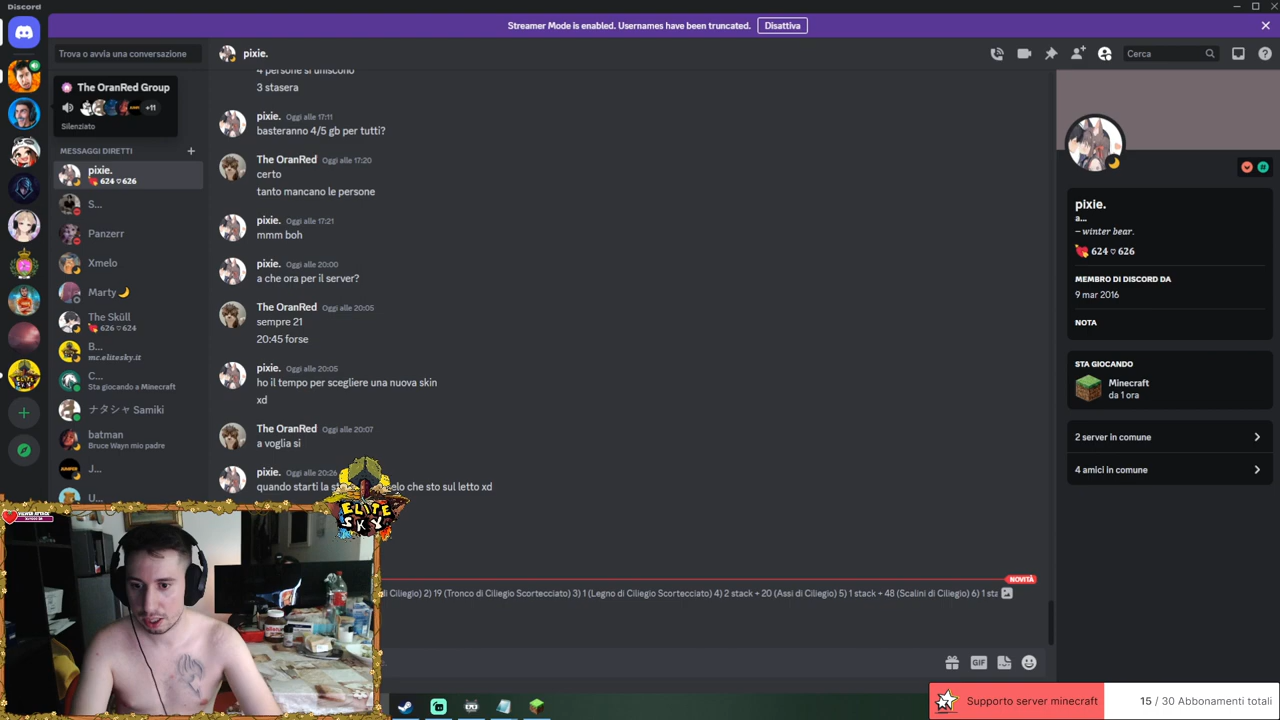 Discord
Streamer Mode is enabled. Usernames have been truncated. Disattiva
Trova o avvia una conversazione
pixie.
Cerca
The OranRed Group
+11
Silenziato
MESSAGGI DIRETTI
pixie.
624 ♡ 626
S...
Panzerr
Xmelo
Marty 🌙
The Sküll
626 ♡ 624
B...
mc.elitesky.it
C...
Sta giocando a Minecraft
ナタシャ Samiki
batman
Bruce Wayn mio padre
J...
U...
4 persone si uniscono
3 stasera
pixie. Oggi alle 17:11
basteranno 4/5 gb per tutti?
The OranRed Oggi alle 17:20
certo
tanto mancano le persone
pixie. Oggi alle 17:21
mmm boh
pixie. Oggi alle 20:00
a che ora per il server?
The OranRed Oggi alle 20:05
sempre 21
20:45 forse
pixie. Oggi alle 20:05
ho il tempo per scegliere una nuova skin
xd
The OranRed Oggi alle 20:07
a voglia si
pixie. Oggi alle 20:26
quando starti la elo che sto sul letto xd
ELITE
SKY
NOVITÀ
di Ciliegio) 2) 19 (Tronco di Ciliegio Scortecciato) 3) 1 (Legno di Ciliegio Scortecciato) 4) 2 stack + 20 (Assi di Ciliegio) 5) 1 stack + 48 (Scalini di Ciliegio) 6) 1 sta
GIF
pixie.
a...
– winter bear.
624 ♡ 626
MEMBRO DI DISCORD DA
9 mar 2016
NOTA
STA GIOCANDO
Minecraft
da 1 ora
2 server in comune
4 amici in comune
Supporto server minecraft
15 / 30 Abbonamenti totali